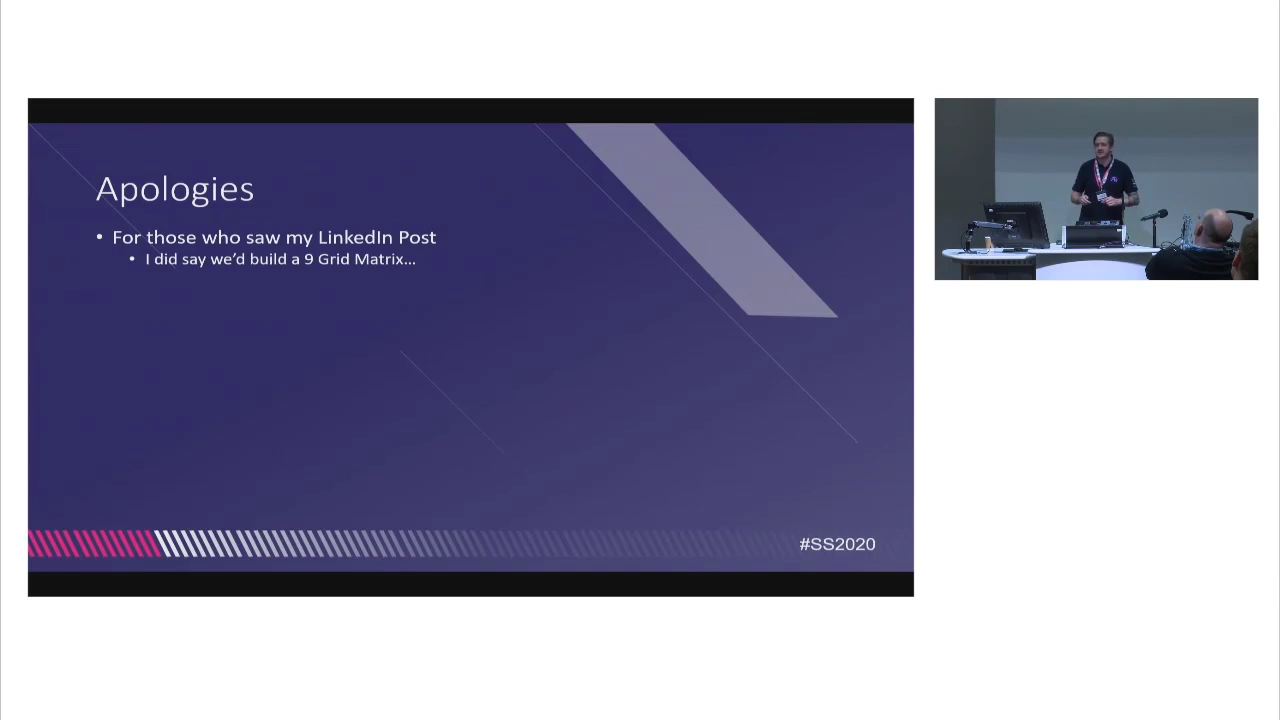 Apologies
• For those who saw my LinkedIn Post
• I did say we'd build a 9 Grid Matrix...
#SS2020